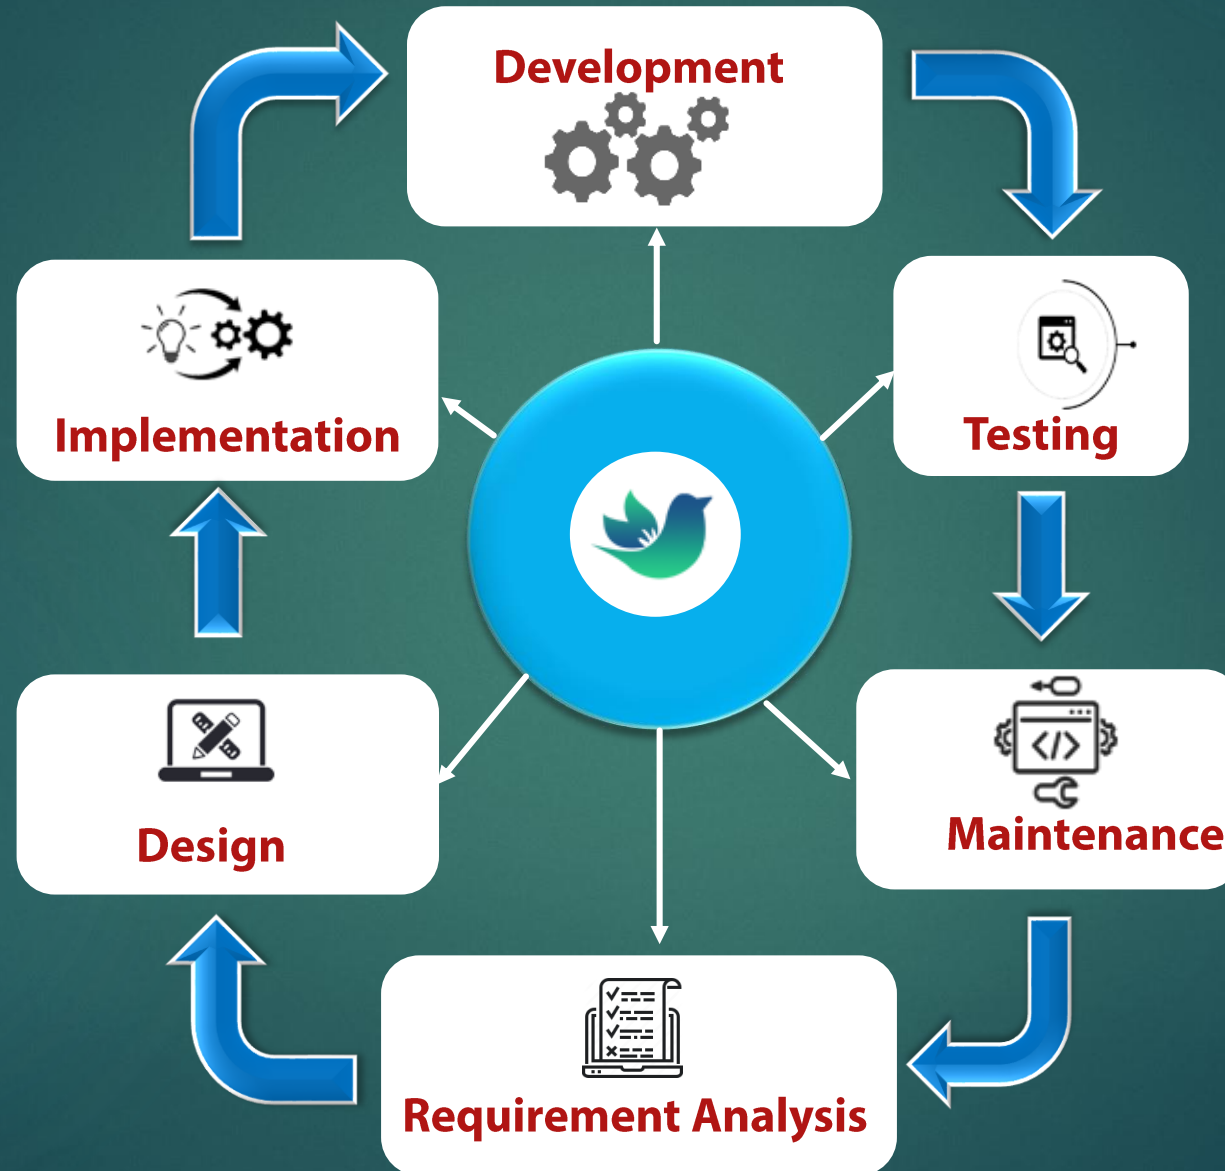 Development
Implementation
Testing
Design
Maintenance
Requirement Analysis